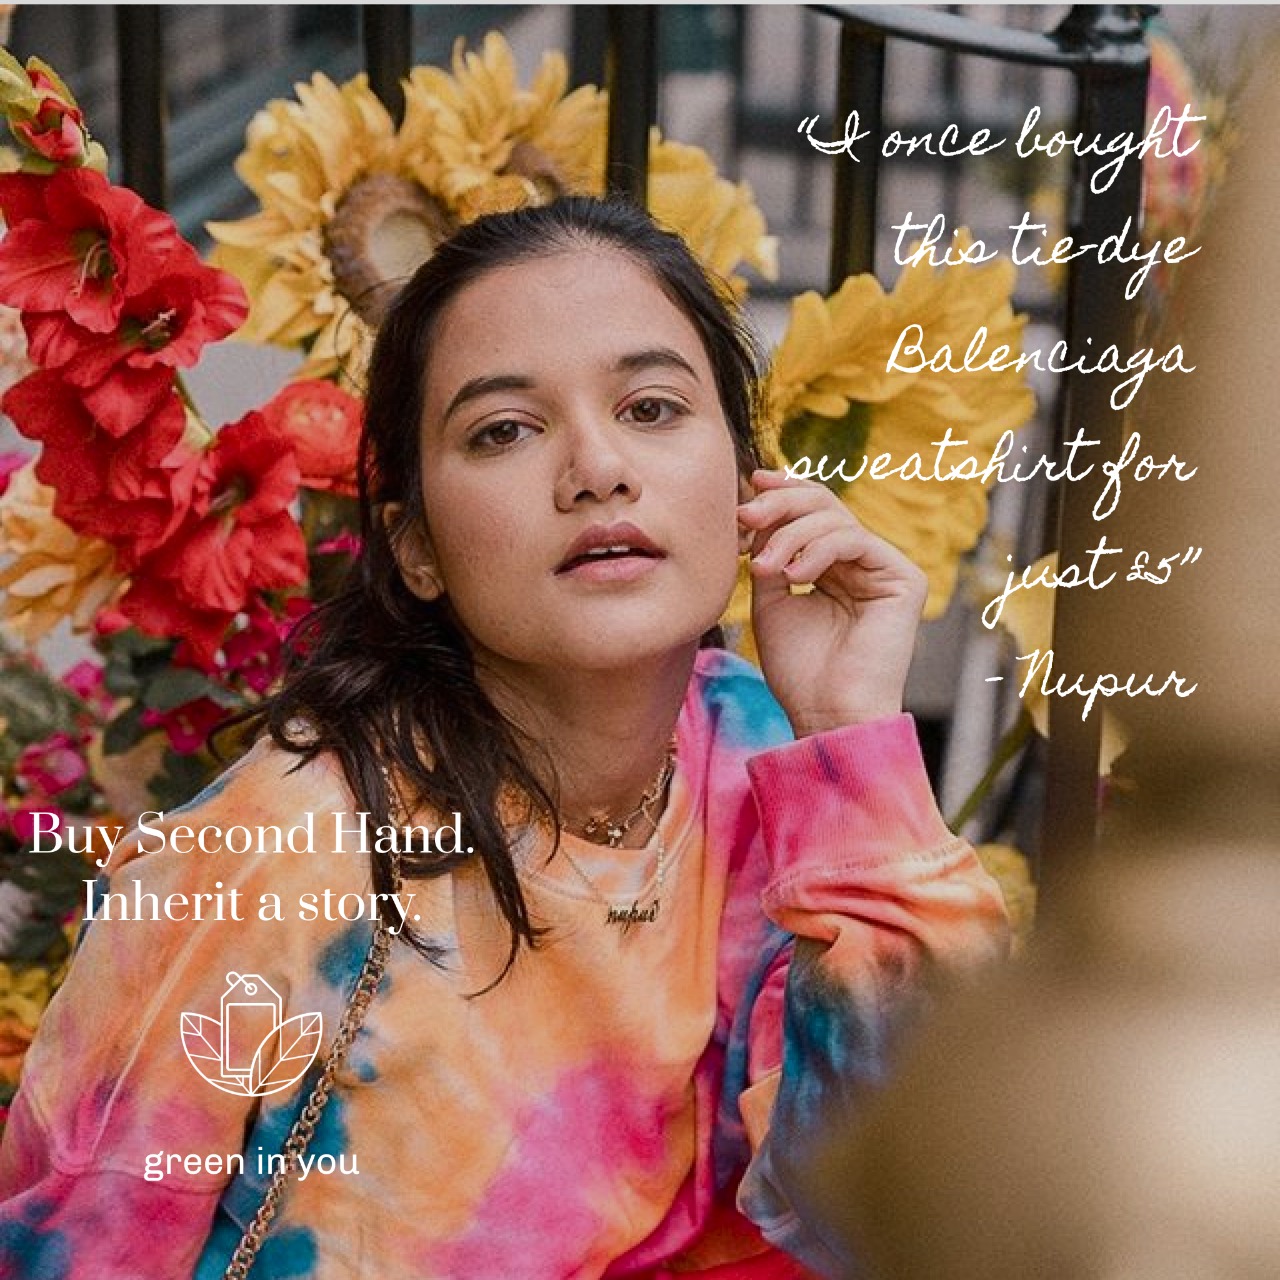 “I once bought
this tie-dye
Balenciaga
sweatshirt for
just £5”
- Nupur
Buy Second Hand.
Inherit a story.
nupur
green in you